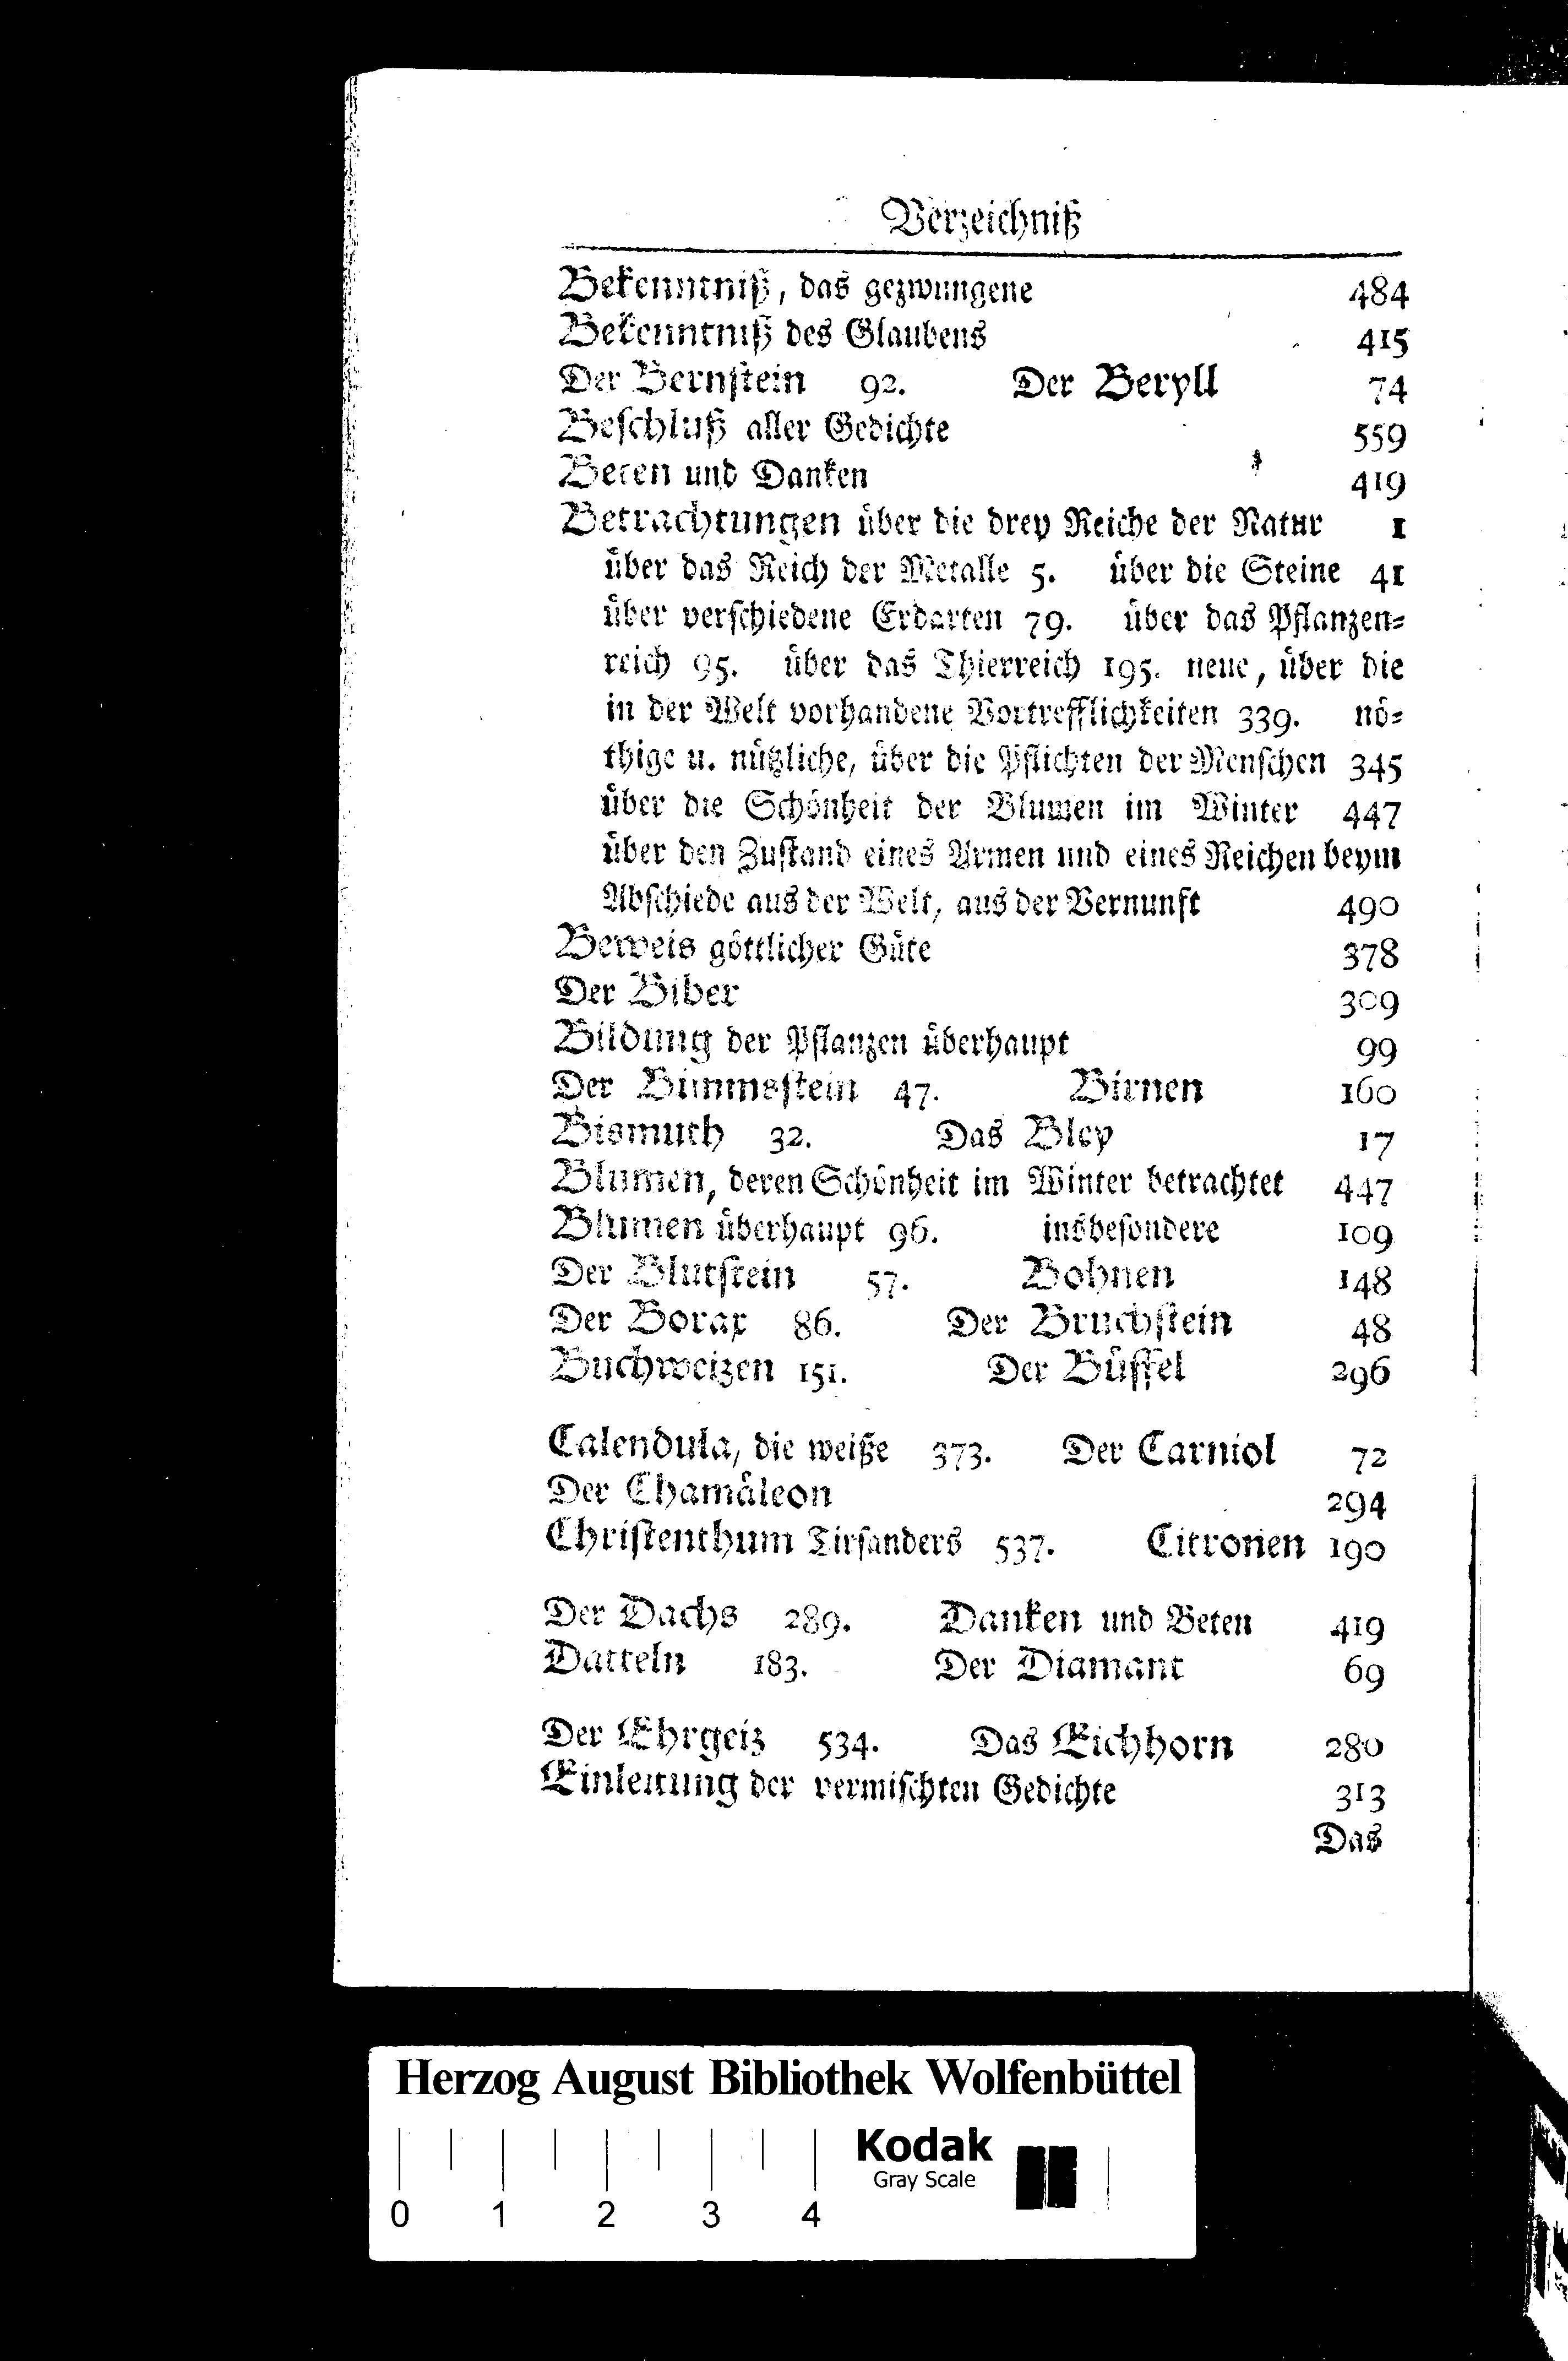 Verzeichniß
Bekenntniß, das gezwungene 484
Bekenntniß des Glaubens 415
Der Bernstein 92. Der Beryll 74
Beschluß aller Gedichte 559
Beten und Danken 419
Betrachtungen über die drey Reiche der Natur 1
über das Reich der Metalle 5. über die Steine 41
über verschiedene Erdarten 79. über das Pflanzen-
reich 95. über das Thierreich 195. neue, über die
in der Welt vorhandene Vortrefflichkeiten 339. nö-
thige u. nützliche, über die Pflichten der Menschen 345
über die Schönheit der Blumen im Winter 447
über den Zustand eines Armen und eines Reichen beym
Abschiede aus der Welt, aus der Vernunft 490
Beweis göttlicher Güte 378
Der Biber 309
Bildung der Pflanzen überhaupt 99
Der Bimmsstein 47. Birnen 160
Bismuth 32. Das Bley 17
Blumen, deren Schönheit im Winter betrachtet 447
Blumen überhaupt 96. insbesondere 109
Der Blutstein 57. Bohnen 148
Der Borax 86. Der Bruchstein 48
Buchweizen 151. Der Büffel 296
Calendula, die weiße 373. Der Carniol 72
Der Chamäleon 294
Christenthum Tirsanders 537. Citronen 190
Der Dachs 289. Danken und Beten 419
Datteln 183. Der Diamant 69
Der Ehrgeiz 534. Das Eichhorn 280
Einleitung der vermischten Gedichte 313
Das
Herzog August Bibliothek Wolfenbüttel
Kodak
Gray Scale
0 1 2 3 4